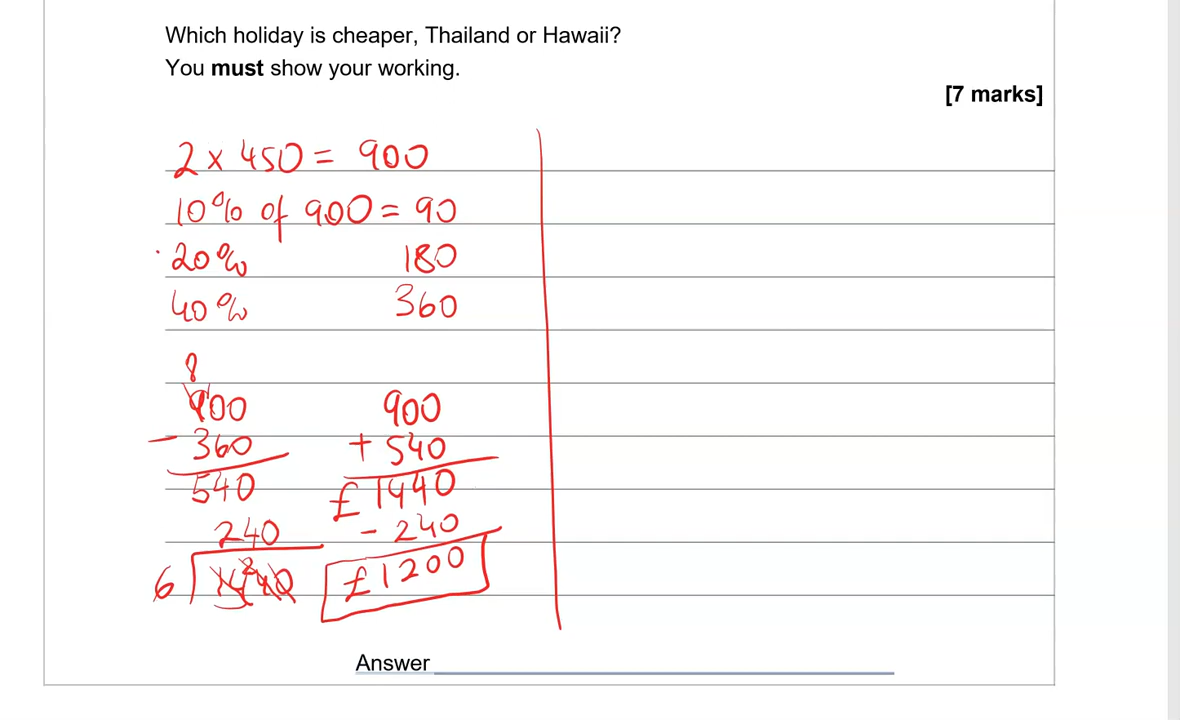 Which holiday is cheaper, Thailand or Hawaii?
You must show your working.
[7 marks]
2 x 450 = 900
10% of 900 = 90
20% 180
40% 360
8
900 900
- 360 + 540
540 £1440
240 - 240
6 £1200
Answer